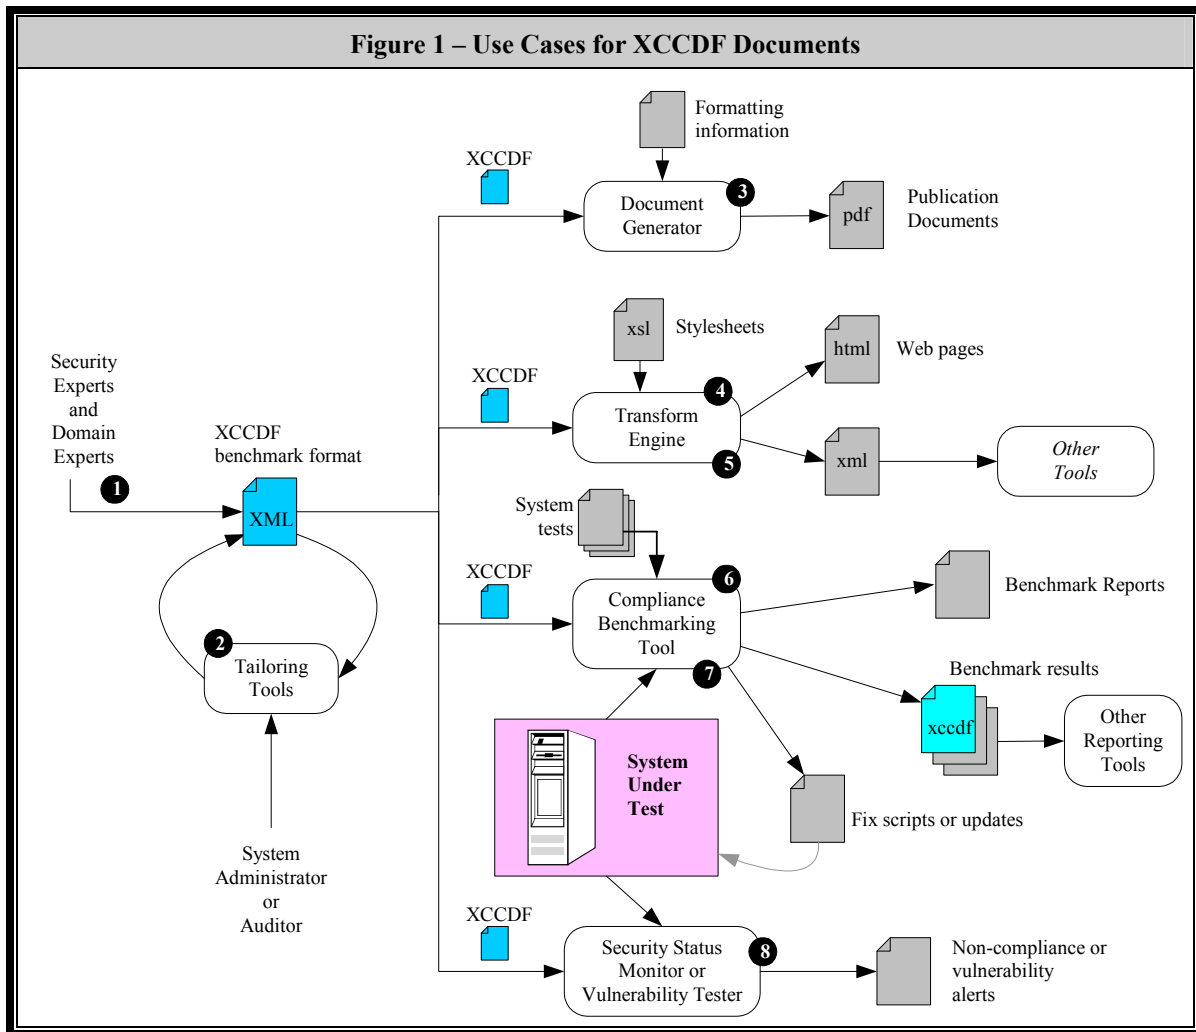 Figure 1 – Use Cases for XCCDF Documents
Formatting
information
XCCDF
Document
Generator
3
pdf
Publication
Documents
xsl
Stylesheets
html
Web pages
XCCDF
4
Transform
Engine
5
xml
Other
Tools
Security
Experts
and
Domain
Experts
1
XCCDF
benchmark format
XML
System
tests
XCCDF
6
Compliance
Benchmarking
Tool
7
Benchmark Reports
2
Tailoring
Tools
Benchmark results
xccdf
Other
Reporting
Tools
System
Under
Test
Fix scripts or updates
System
Administrator
or
Auditor
XCCDF
Security Status
Monitor or
Vulnerability Tester
8
Non-compliance or
vulnerability
alerts